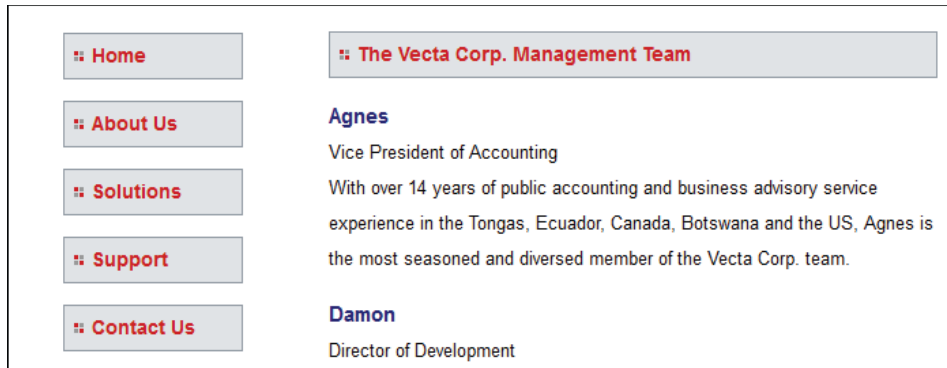 Home
About Us
Solutions
Support
Contact Us
The Vecta Corp. Management Team
Agnes
Vice President of Accounting
With over 14 years of public accounting and business advisory service
experience in the Tongas, Ecuador, Canada, Botswana and the US, Agnes is
the most seasoned and diversed member of the Vecta Corp. team.
Damon
Director of Development